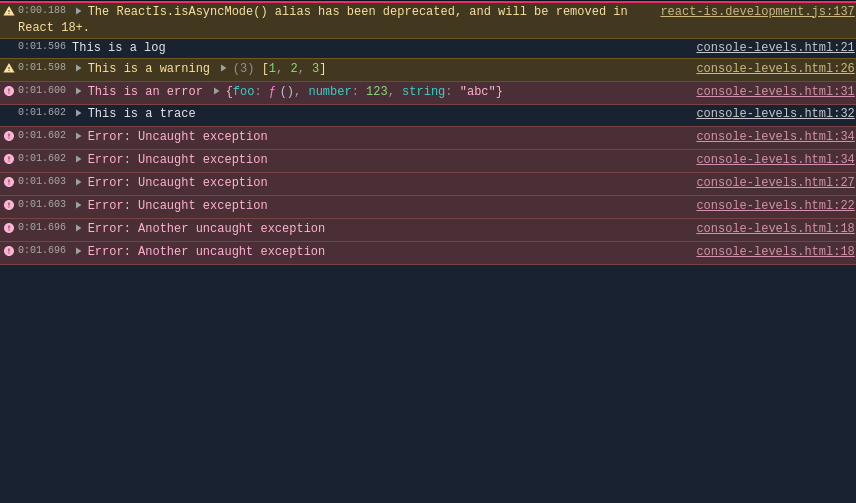 0:00.188 The ReactIs.isAsyncMode() alias has been deprecated, and will be removed in react-is.development.js:137
React 18+.
0:01.596 This is a log console-levels.html:21
0:01.598 This is a warning (3) [1, 2, 3] console-levels.html:26
0:01.600 This is an error {foo: ƒ (), number: 123, string: "abc"} console-levels.html:31
0:01.602 This is a trace console-levels.html:32
0:01.602 Error: Uncaught exception console-levels.html:34
0:01.602 Error: Uncaught exception console-levels.html:34
0:01.603 Error: Uncaught exception console-levels.html:27
0:01.603 Error: Uncaught exception console-levels.html:22
0:01.696 Error: Another uncaught exception console-levels.html:18
0:01.696 Error: Another uncaught exception console-levels.html:18